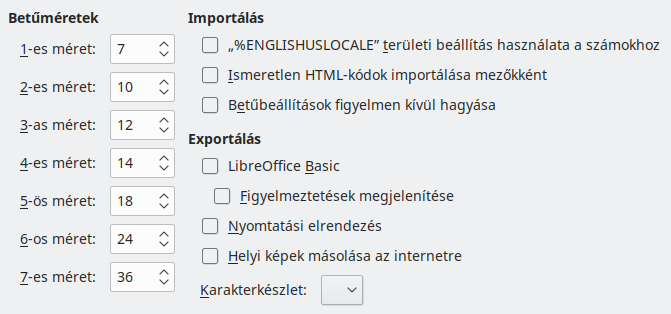 Betűméretek
1-es méret: 7
2-es méret: 10
3-as méret: 12
4-es méret: 14
5-ös méret: 18
6-os méret: 24
7-es méret: 36
Importálás
„%ENGLISHUSLOCALE” területi beállítás használata a számokhoz
Ismeretlen HTML-kódok importálása mezőkként
Betűbeállítások figyelmen kívül hagyása
Exportálás
LibreOffice Basic
Figyelmeztetések megjelenítése
Nyomtatási elrendezés
Helyi képek másolása az internetre
Karakterkészlet: